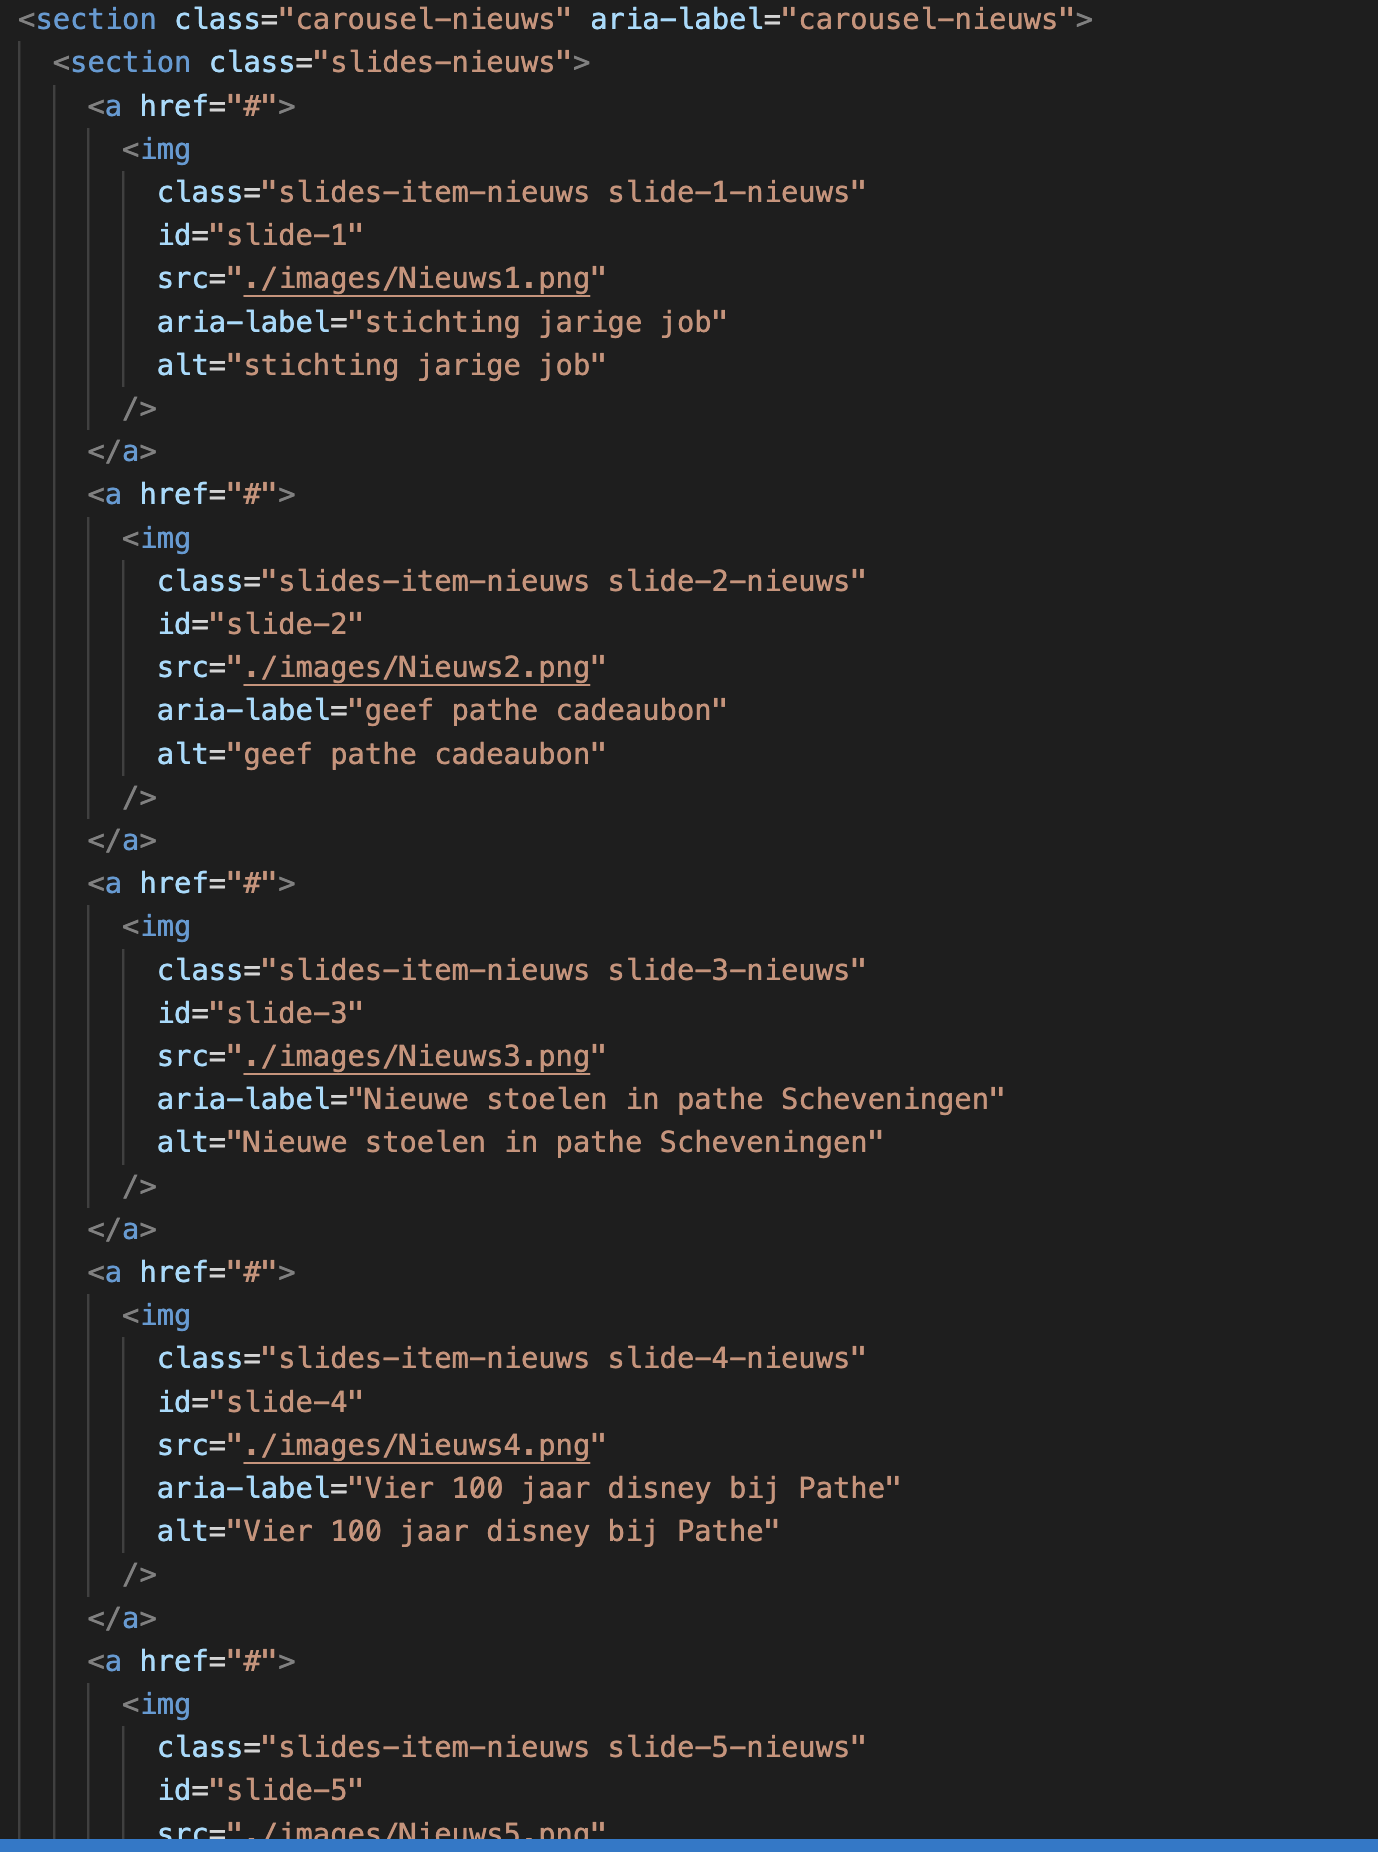 <section class="carousel-nieuws" aria-label="carousel-nieuws">
<section class="slides-nieuws">
<a href="#">
<img
class="slides-item-nieuws slide-1-nieuws"
id="slide-1"
src="./images/Nieuws1.png"
aria-label="stichting jarige job"
alt="stichting jarige job"
/>
</a>
<a href="#">
<img
class="slides-item-nieuws slide-2-nieuws"
id="slide-2"
src="./images/Nieuws2.png"
aria-label="geef pathe cadeaubon"
alt="geef pathe cadeaubon"
/>
</a>
<a href="#">
<img
class="slides-item-nieuws slide-3-nieuws"
id="slide-3"
src="./images/Nieuws3.png"
aria-label="Nieuwe stoelen in pathe Scheveningen"
alt="Nieuwe stoelen in pathe Scheveningen"
/>
</a>
<a href="#">
<img
class="slides-item-nieuws slide-4-nieuws"
id="slide-4"
src="./images/Nieuws4.png"
aria-label="Vier 100 jaar disney bij Pathe"
alt="Vier 100 jaar disney bij Pathe"
/>
</a>
<a href="#">
<img
class="slides-item-nieuws slide-5-nieuws"
id="slide-5"
src="./images/Nieuws5.png"